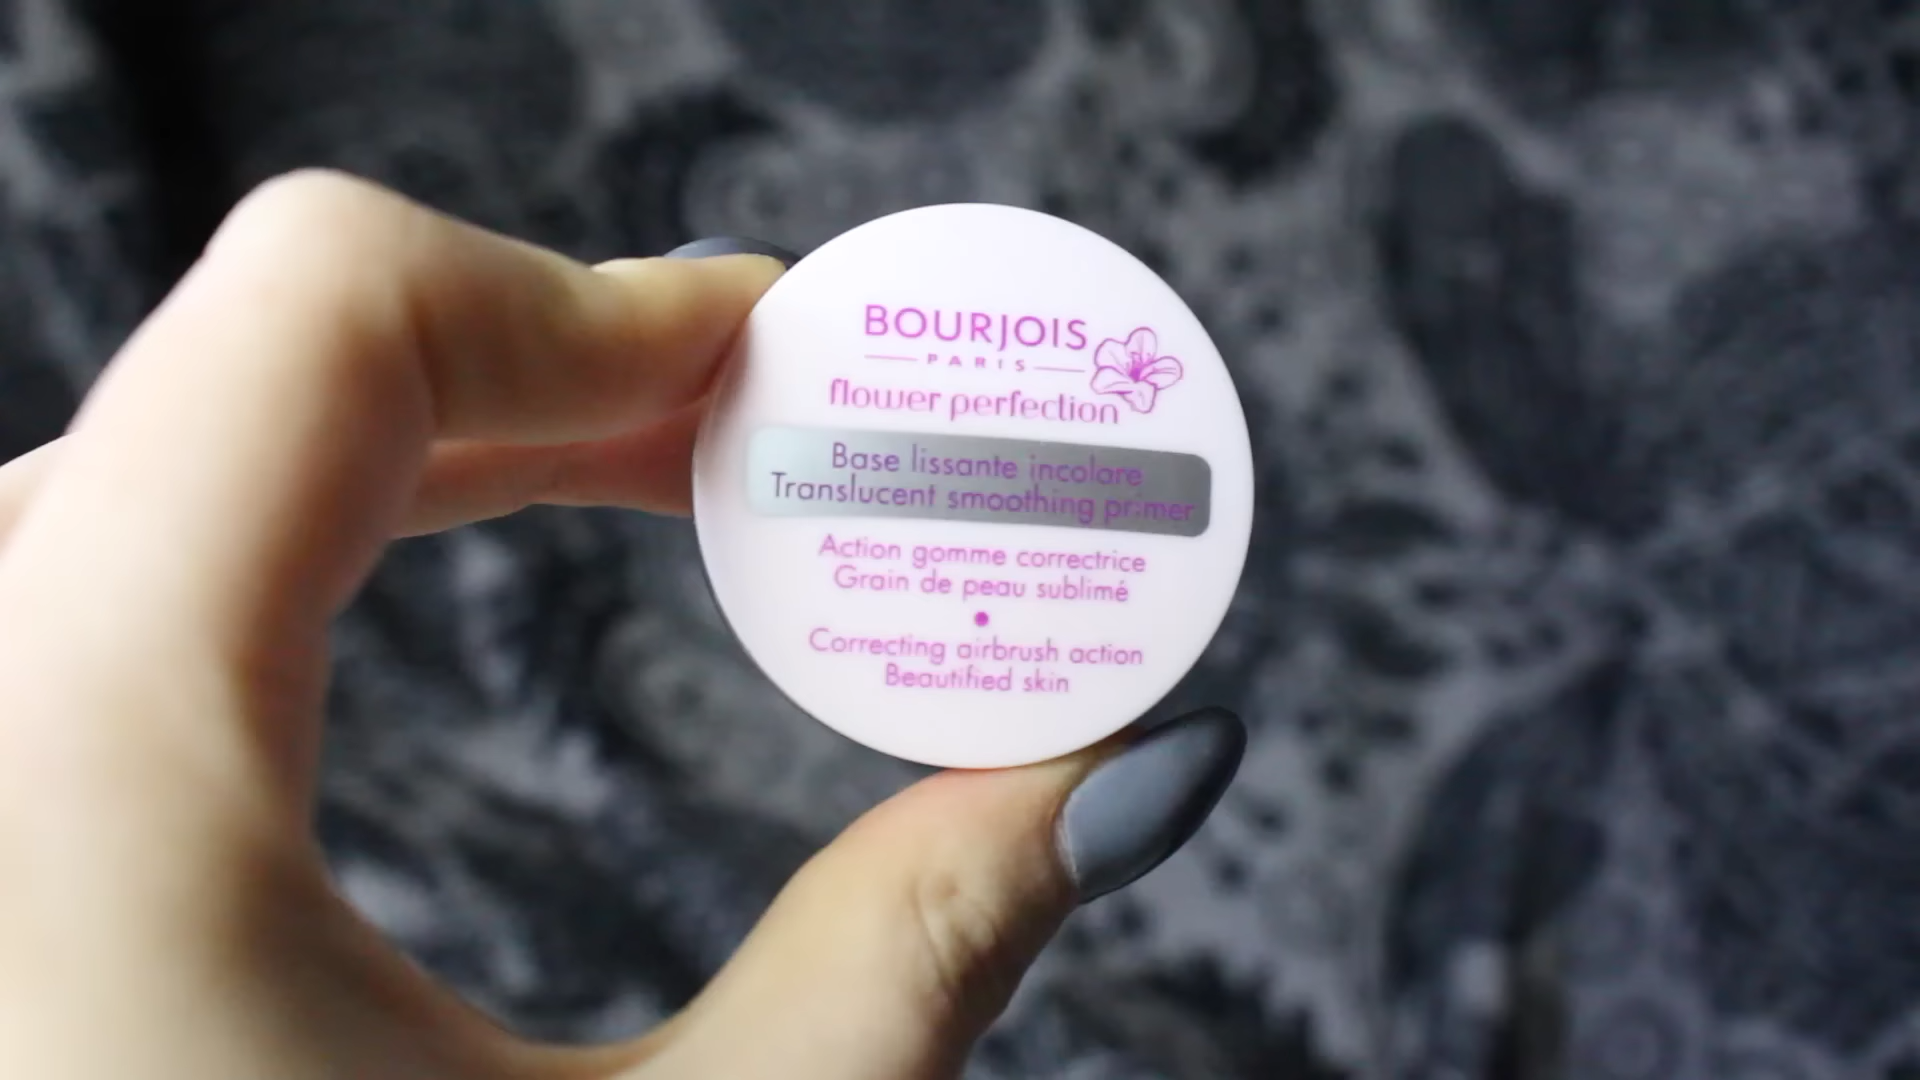 BOURJOIS
PARIS
flower perfection
Base lissante incolore
Translucent smoothing primer
Action gomme correctrice
Grain de peau sublimé
Correcting airbrush action
Beautified skin